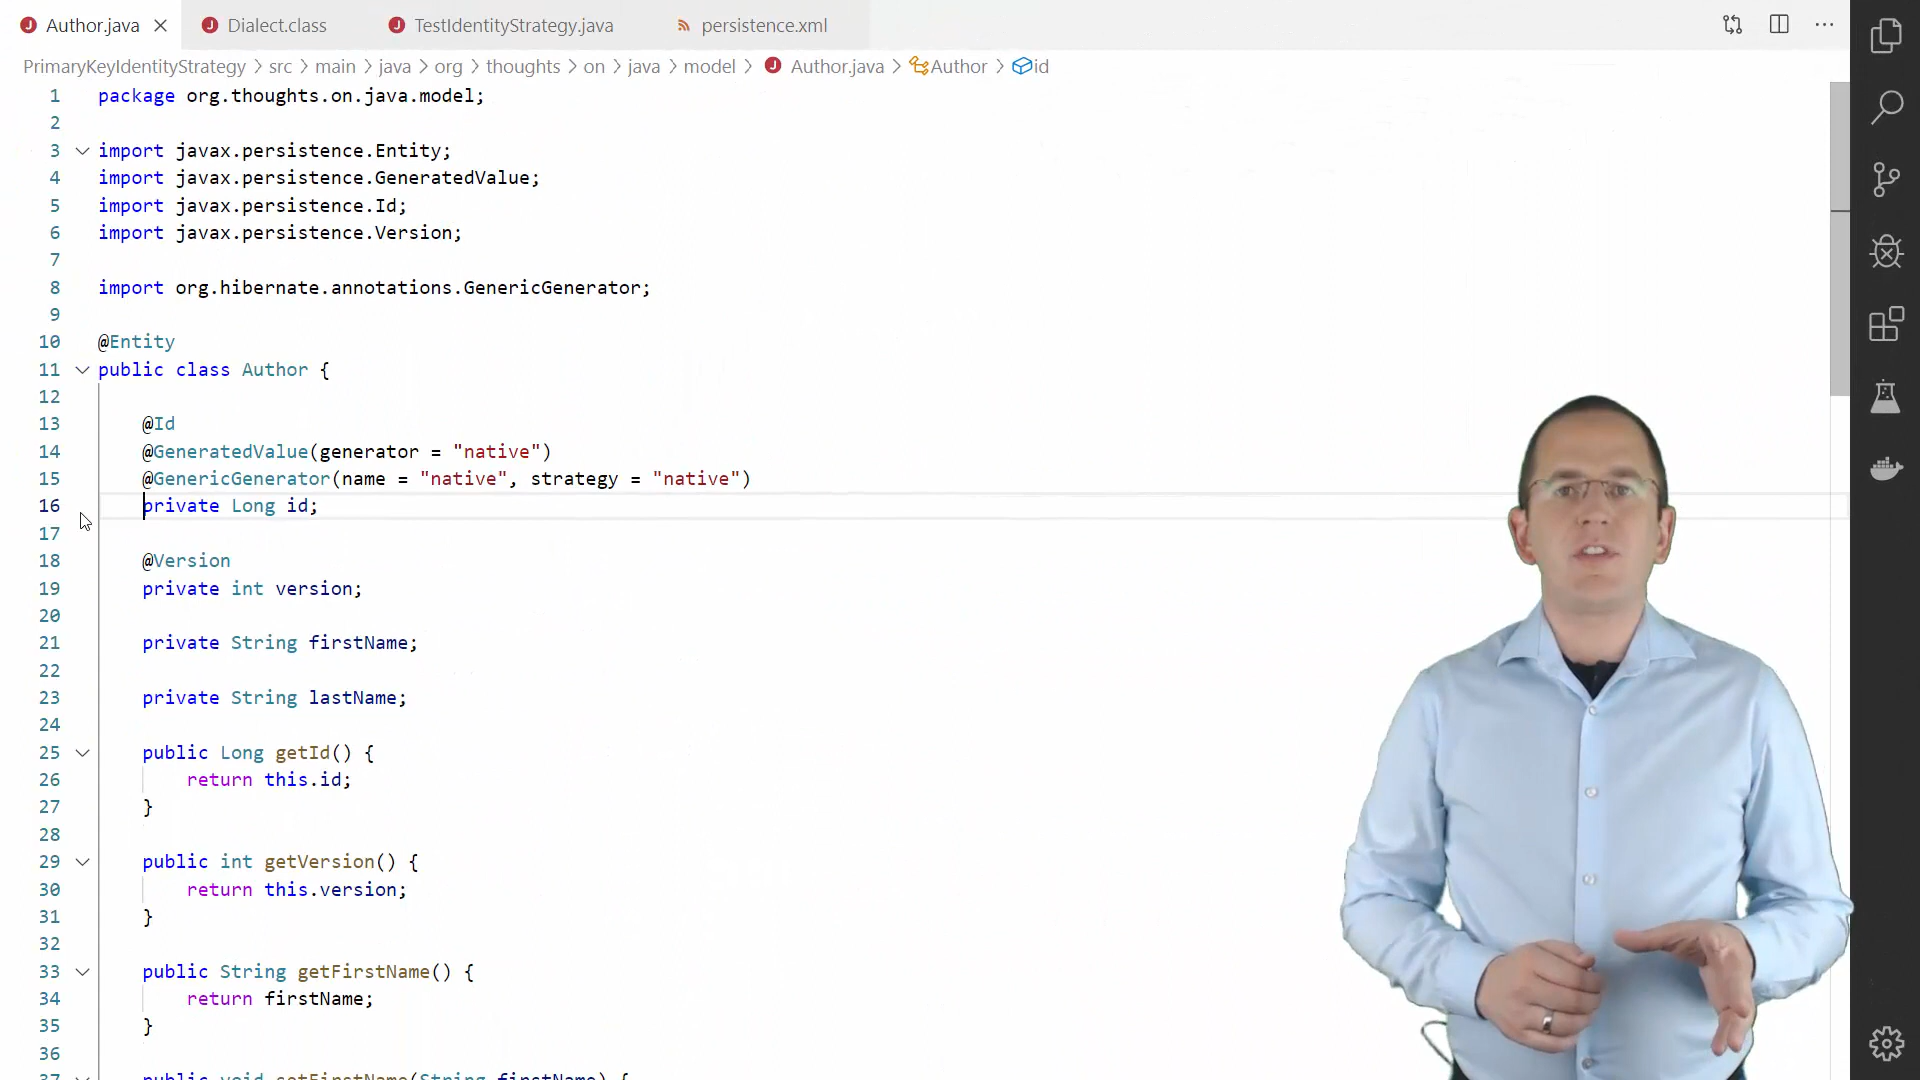 Author.java
Dialect.class
TestIdentityStrategy.java
persistence.xml
PrimaryKeyIdentityStrategy > src > main > java > org > thoughts > on > java > model > Author.java > Author > id
1 package org.thoughts.on.java.model;
2
3 import javax.persistence.Entity;
4 import javax.persistence.GeneratedValue;
5 import javax.persistence.Id;
6 import javax.persistence.Version;
7
8 import org.hibernate.annotations.GenericGenerator;
9
10 @Entity
11 public class Author {
12
13 @Id
14 @GeneratedValue(generator = "native")
15 @GenericGenerator(name = "native", strategy = "native")
16 private Long id;
17
18 @Version
19 private int version;
20
21 private String firstName;
22
23 private String lastName;
24
25 public Long getId() {
26 return this.id;
27 }
28
29 public int getVersion() {
30 return this.version;
31 }
32
33 public String getFirstName() {
34 return firstName;
35 }
36
37 public void setFirstName(String firstName) {